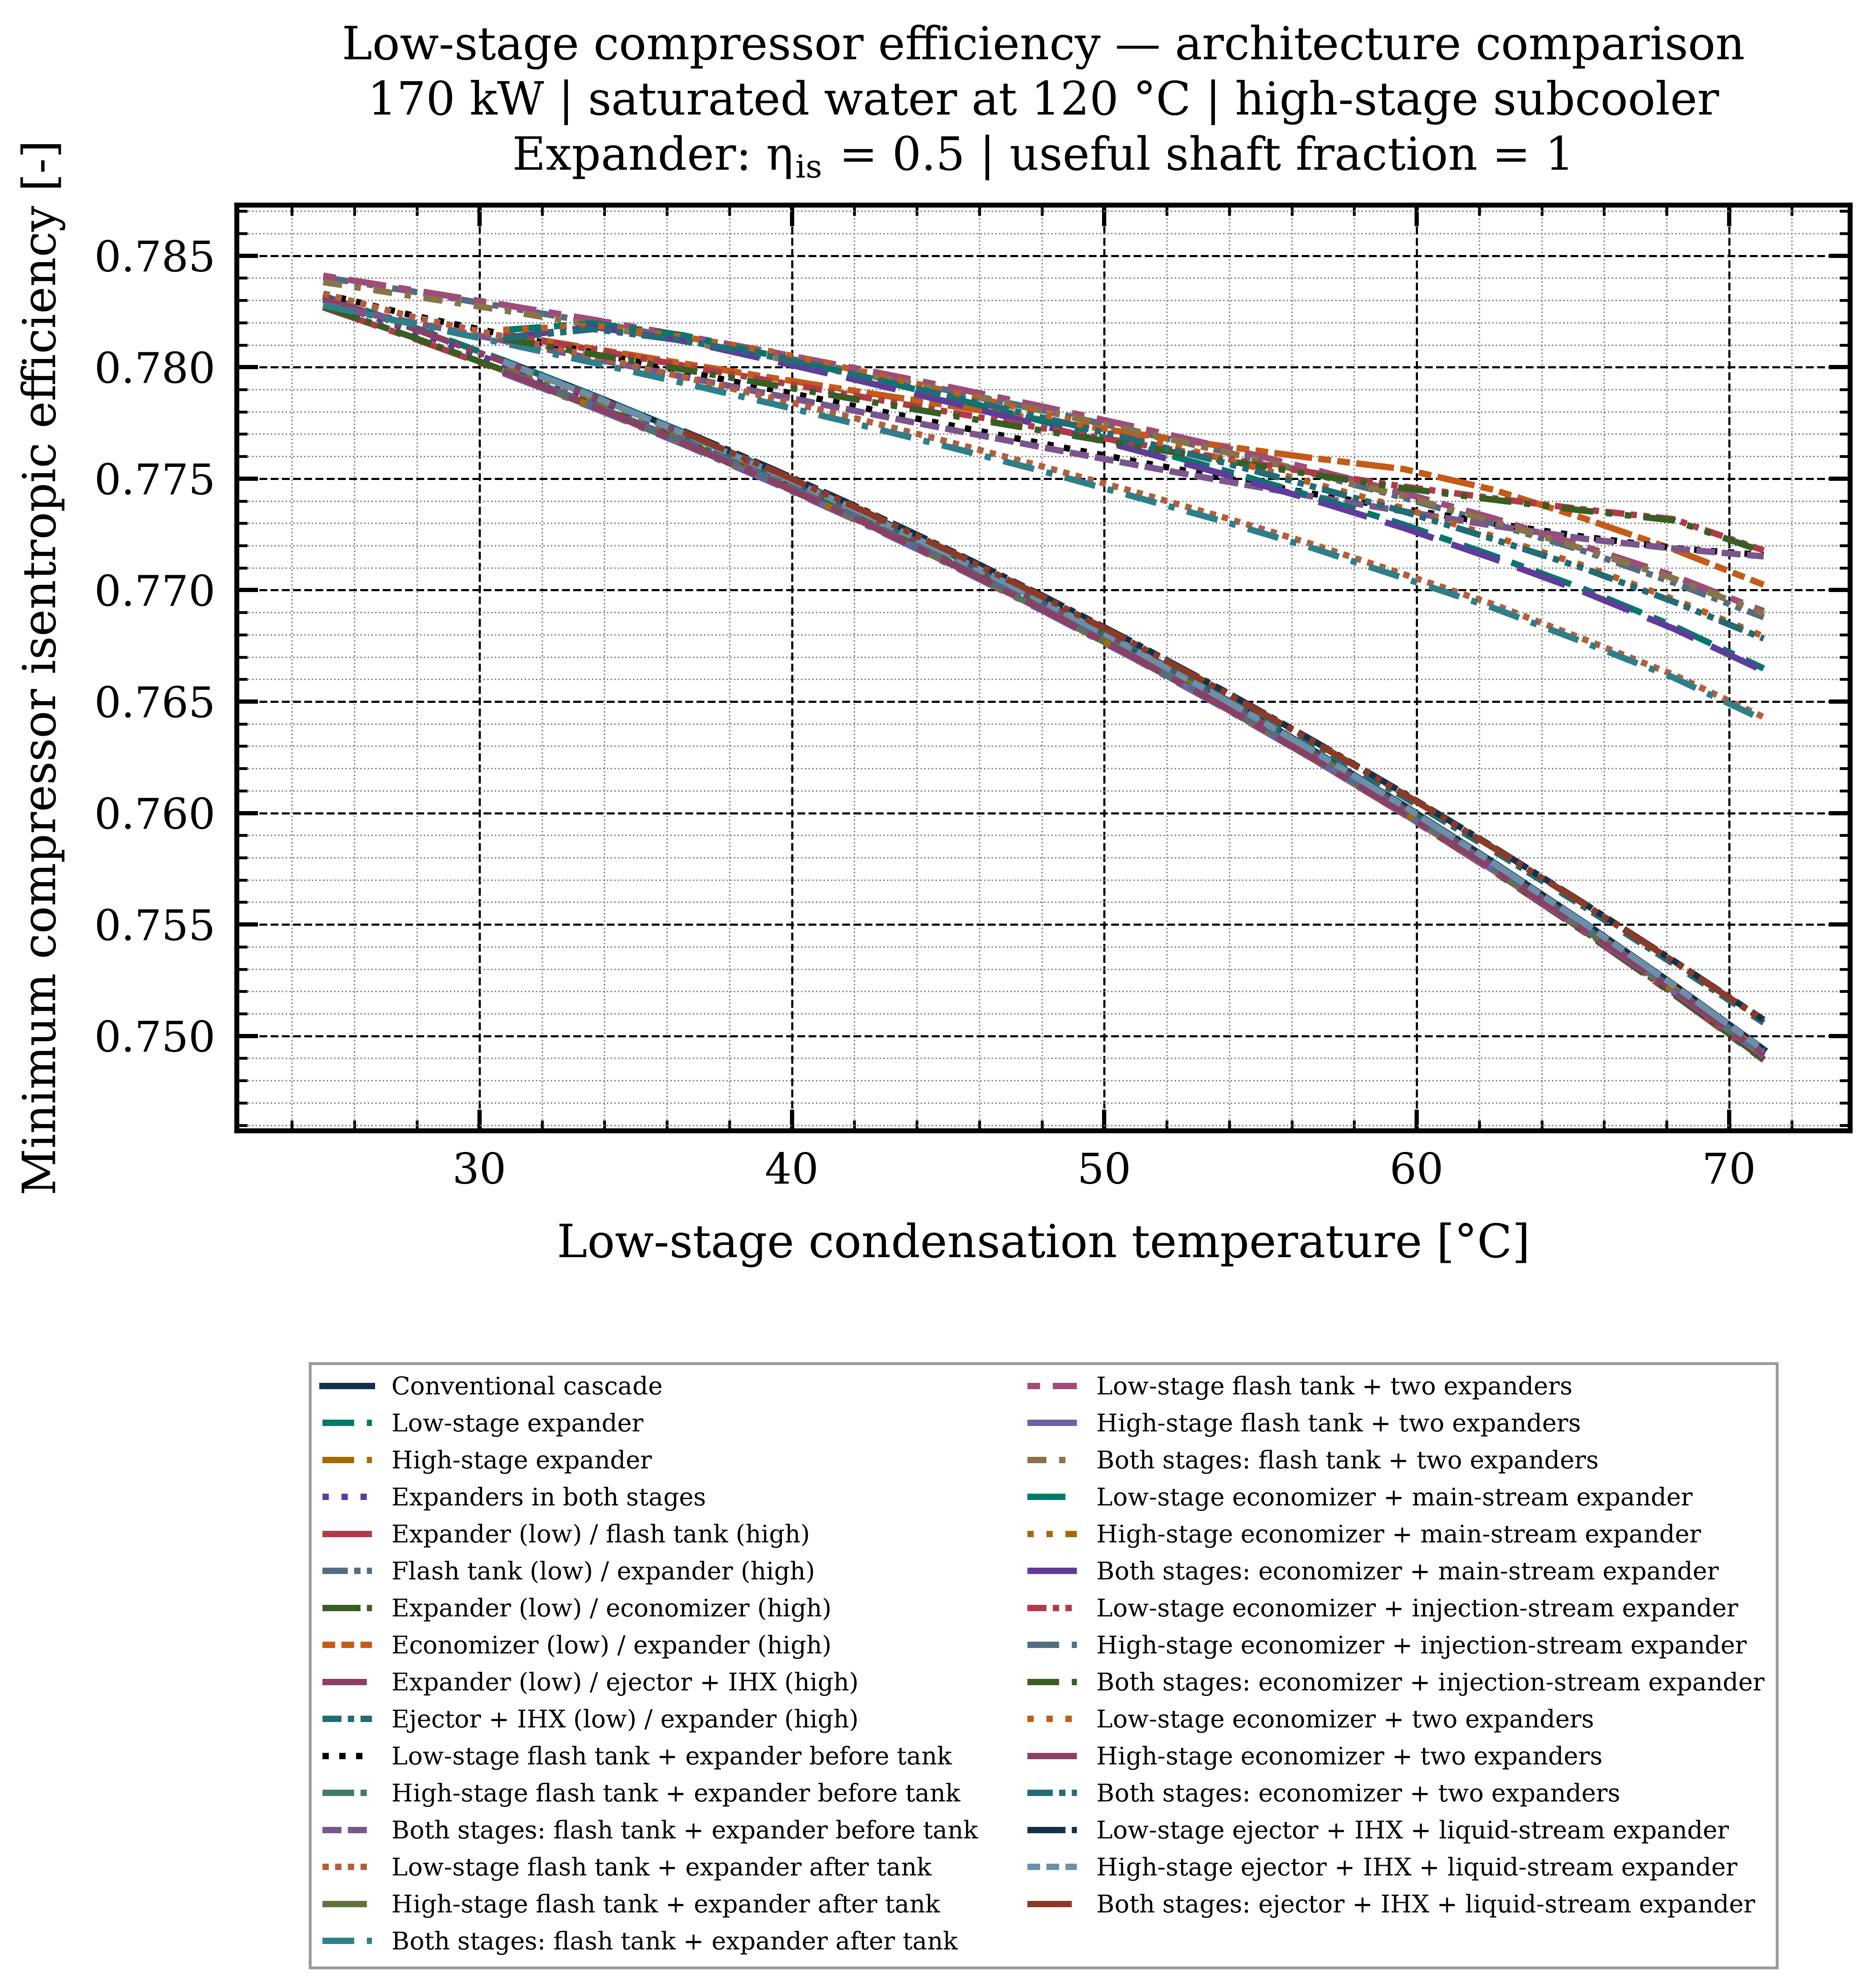 Low-stage compressor efficiency — architecture comparison
170 kW | saturated water at 120 °C | high-stage subcooler
Expander: ηis = 0.5 | useful shaft fraction = 1
Minimum compressor isentropic efficiency [-]
0.785
0.780
0.775
0.770
0.765
0.760
0.755
0.750
30 40 50 60 70
Low-stage condensation temperature [°C]
Conventional cascade
Low-stage expander
High-stage expander
Expanders in both stages
Expander (low) / flash tank (high)
Flash tank (low) / expander (high)
Expander (low) / economizer (high)
Economizer (low) / expander (high)
Expander (low) / ejector + IHX (high)
Ejector + IHX (low) / expander (high)
Low-stage flash tank + expander before tank
High-stage flash tank + expander before tank
Both stages: flash tank + expander before tank
Low-stage flash tank + expander after tank
High-stage flash tank + expander after tank
Both stages: flash tank + expander after tank
Low-stage flash tank + two expanders
High-stage flash tank + two expanders
Both stages: flash tank + two expanders
Low-stage economizer + main-stream expander
High-stage economizer + main-stream expander
Both stages: economizer + main-stream expander
Low-stage economizer + injection-stream expander
High-stage economizer + injection-stream expander
Both stages: economizer + injection-stream expander
Low-stage economizer + two expanders
High-stage economizer + two expanders
Both stages: economizer + two expanders
Low-stage ejector + IHX + liquid-stream expander
High-stage ejector + IHX + liquid-stream expander
Both stages: ejector + IHX + liquid-stream expander